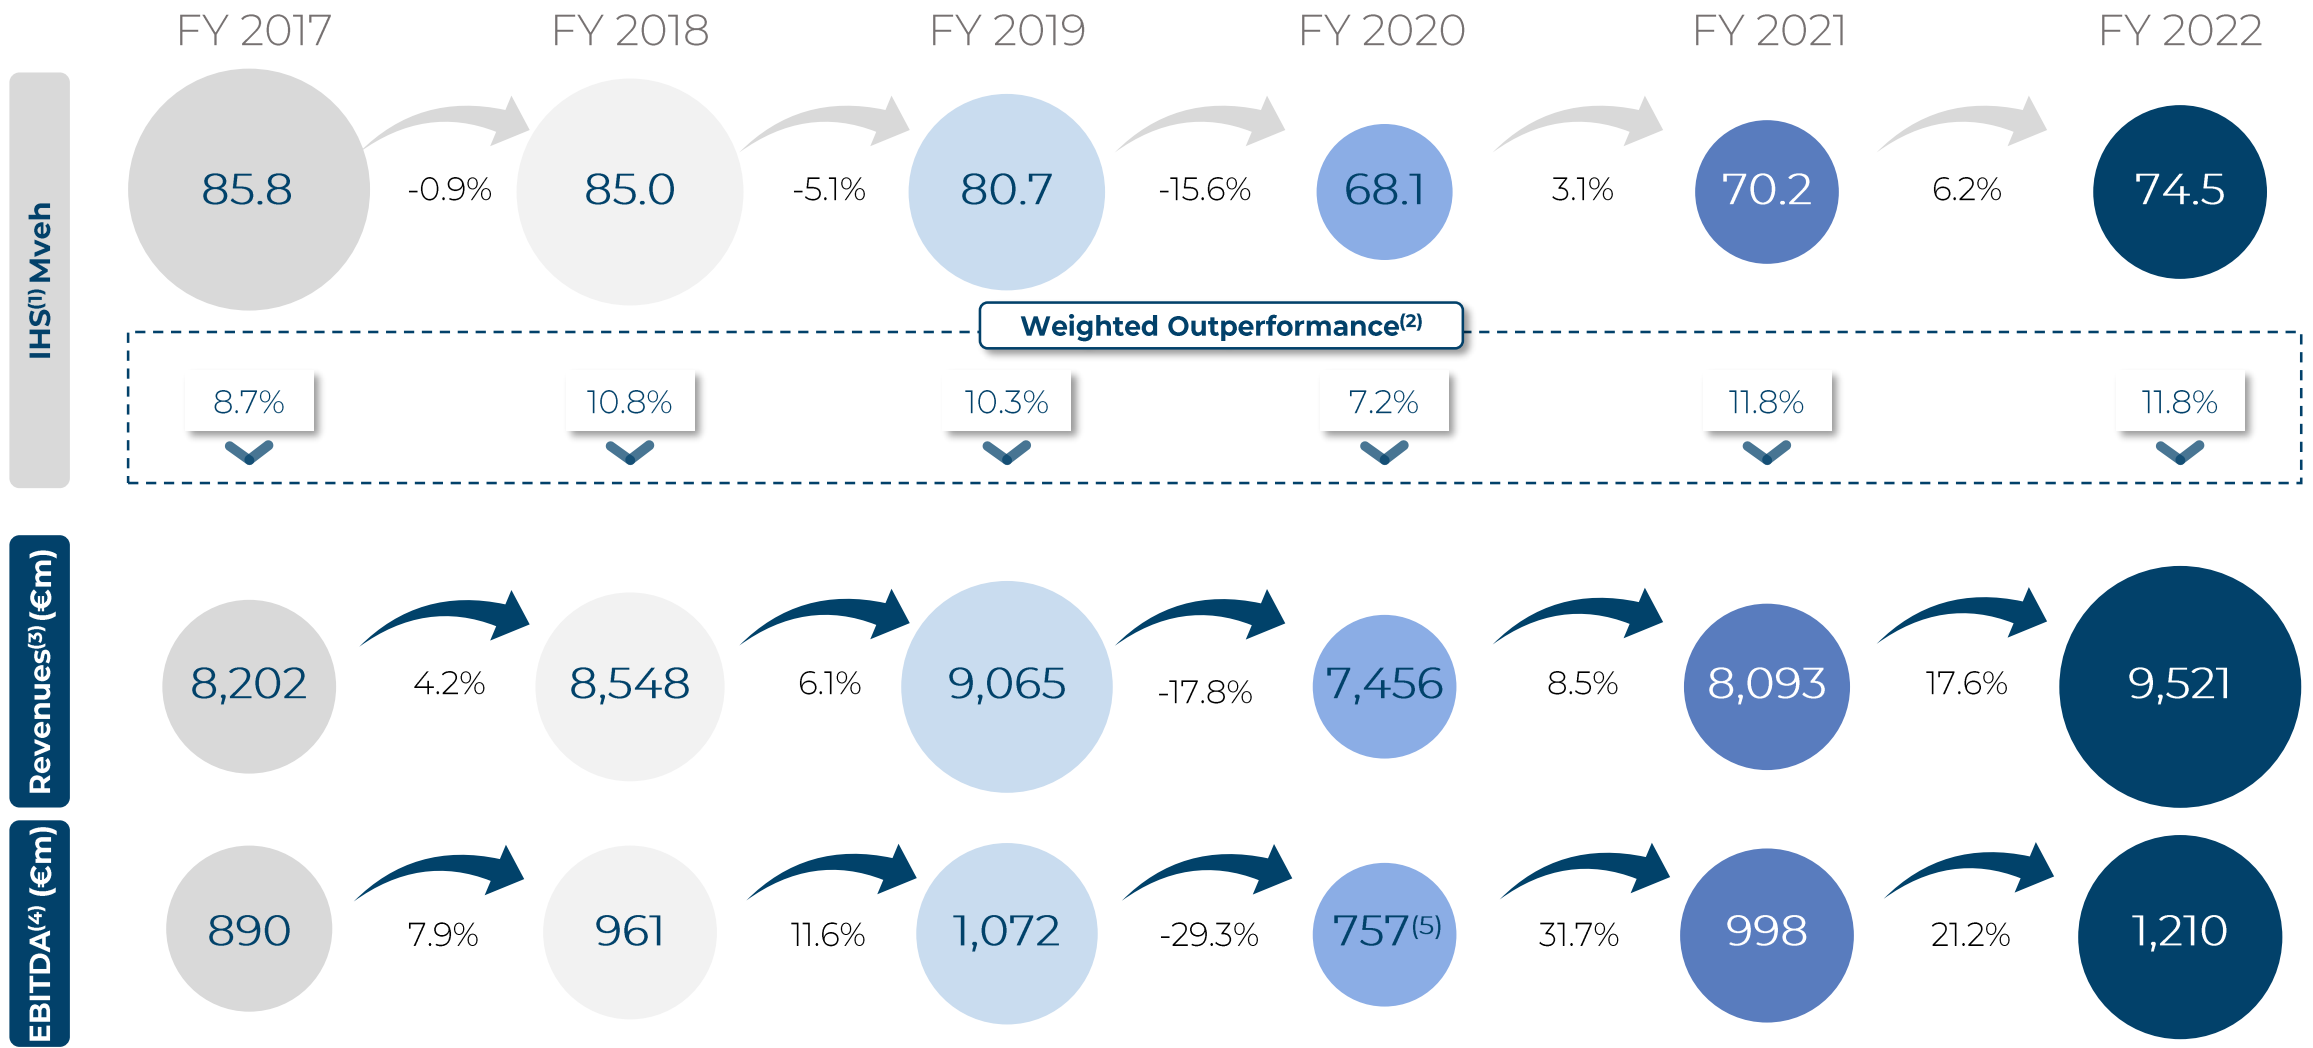 FY 2017 FY 2018 FY 2019 FY 2020 FY 2021 FY 2022
IHS(1) Mveh
85.8 -0.9% 85.0 -5.1% 80.7 -15.6% 68.1 3.1% 70.2 6.2% 74.5
Weighted Outperformance(2)
8.7% 10.8% 10.3% 7.2% 11.8% 11.8%
Revenues(3) (€m)
8,202 4.2% 8,548 6.1% 9,065 -17.8% 7,456 8.5% 8,093 17.6% 9,521
EBITDA(4) (€m)
890 7.9% 961 11.6% 1,072 -29.3% 757(5) 31.7% 998 21.2% 1,210